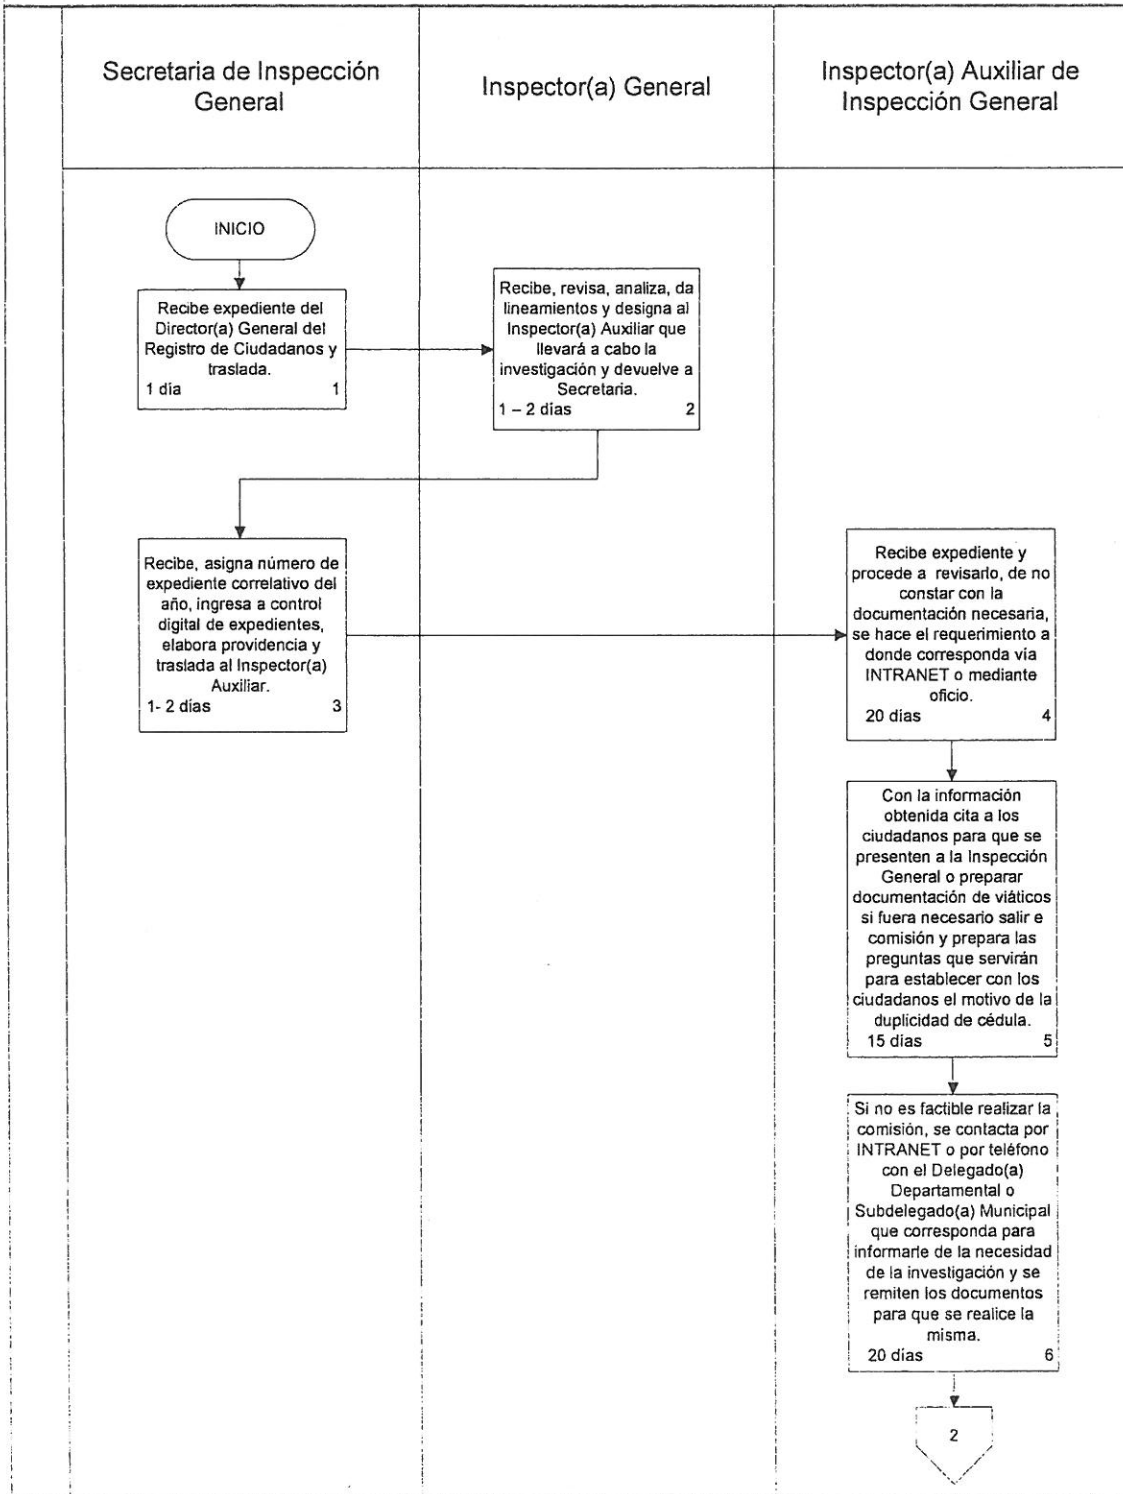 Secretaria de Inspección
General
Inspector(a) General
Inspector(a) Auxiliar de
Inspección General
INICIO
Recibe expediente del
Director(a) General del
Registro de Ciudadanos y
traslada.
1 día 1
Recibe, revisa, analiza, da
lineamientos y designa al
Inspector(a) Auxiliar que
llevará a cabo la
investigación y devuelve a
Secretaria.
1 – 2 días 2
Recibe, asigna número de
expediente correlativo del
año, ingresa a control
digital de expedientes,
elabora providencia y
traslada al Inspector(a)
Auxiliar.
1- 2 días 3
Recibe expediente y
procede a revisarlo, de no
constar con la
documentación necesaria,
se hace el requerimiento a
donde corresponda vía
INTRANET o mediante
oficio.
20 días 4
Con la información
obtenida cita a los
ciudadanos para que se
presenten a la Inspección
General o preparar
documentación de viáticos
si fuera necesario salir e
comisión y prepara las
preguntas que servirán
para establecer con los
ciudadanos el motivo de la
duplicidad de cédula.
15 días 5
Si no es factible realizar la
comisión, se contacta por
INTRANET o por teléfono
con el Delegado(a)
Departamental o
Subdelegado(a) Municipal
que corresponda para
informarle de la necesidad
de la investigación y se
remiten los documentos
para que se realice la
misma.
20 días 6
2